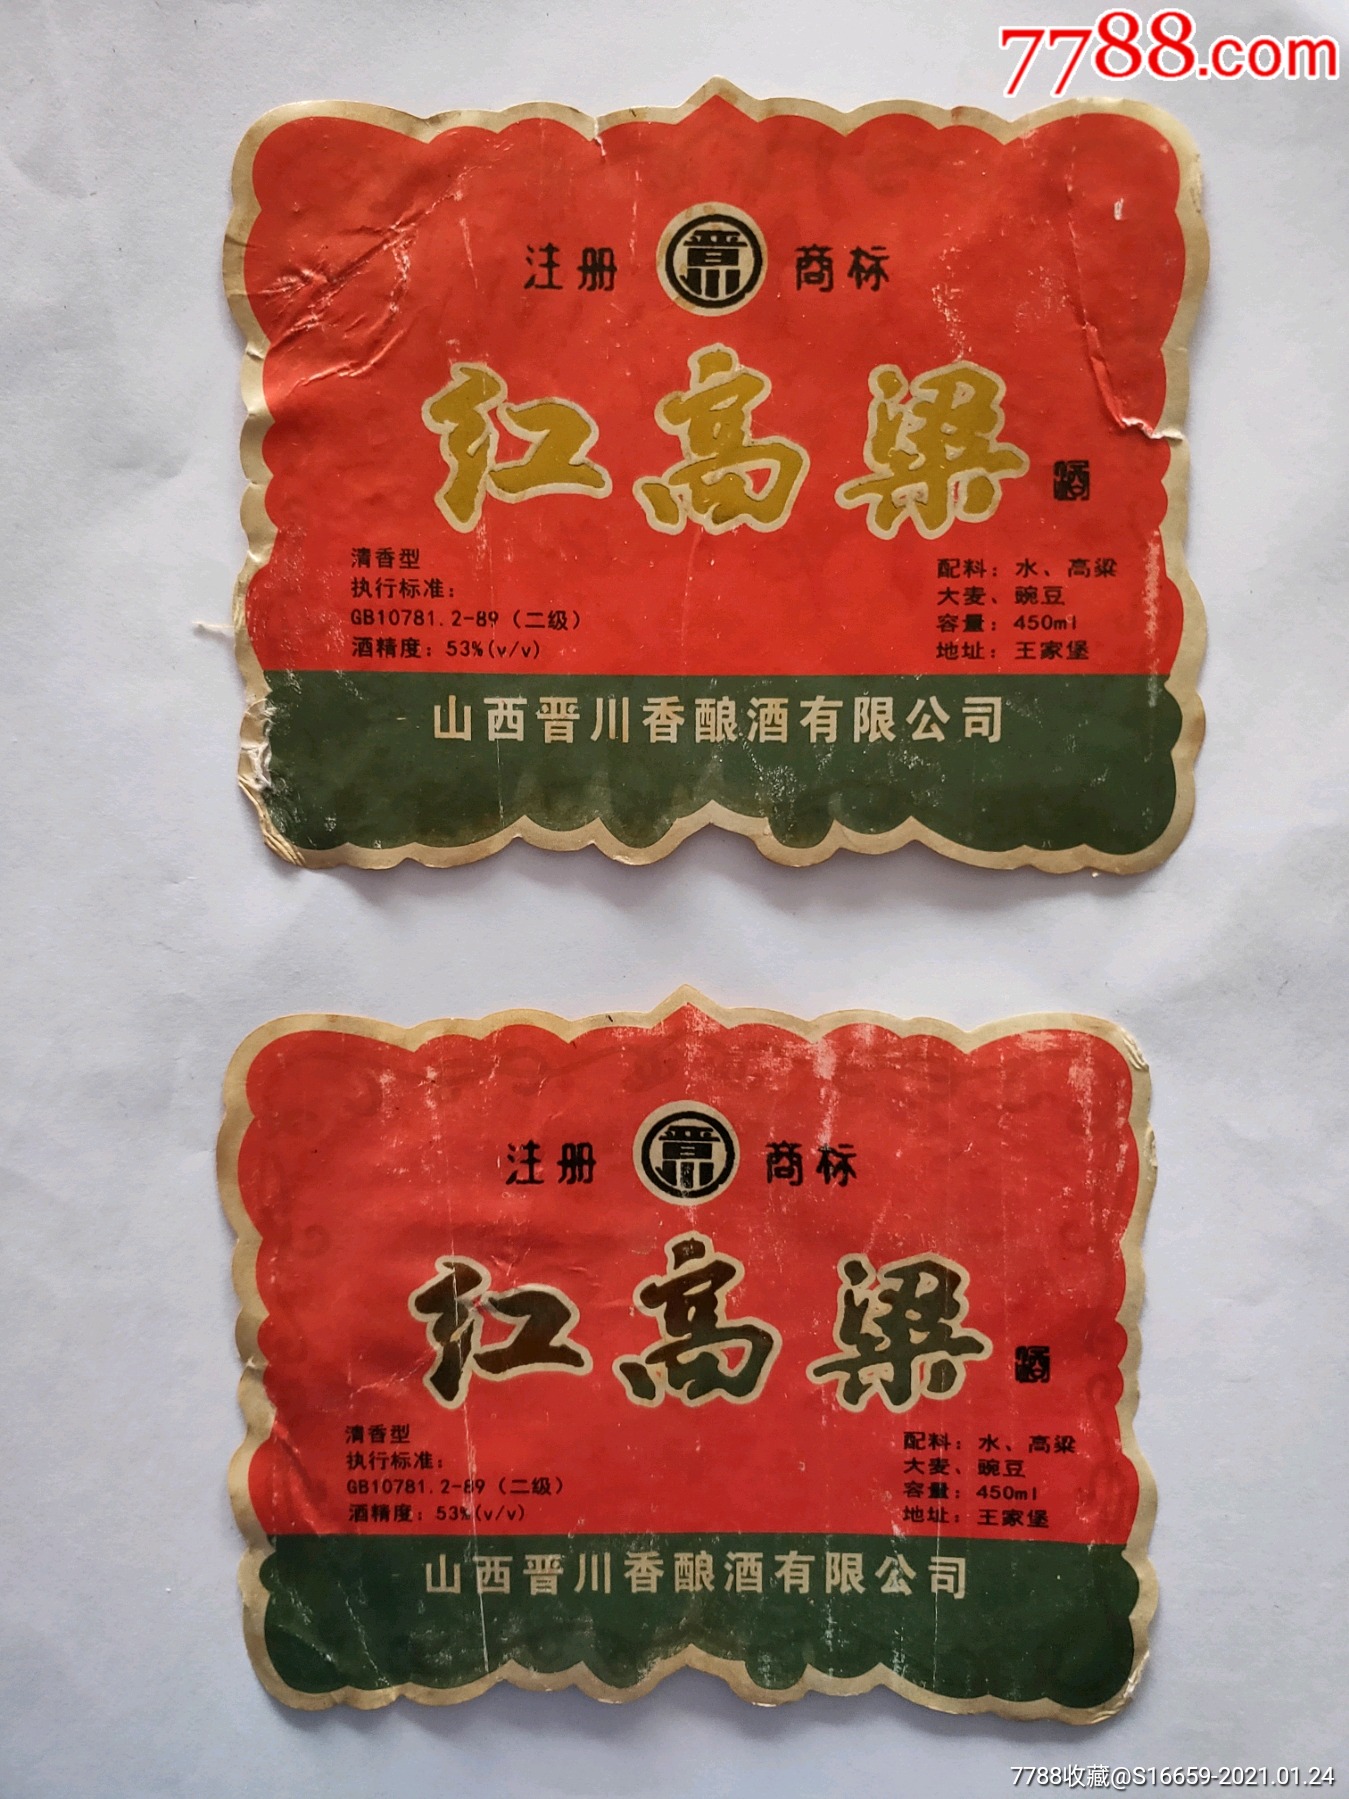 7788.com
注册 晋川 商标
红高粱
酒
清香型
执行标准：
GB10781.2-89（二级）
酒精度：53%(v/v)
配料：水、高粱
大麦、豌豆
容量：450ml
地址：王家堡
山西晋川香酿酒有限公司
注册 晋川 商标
红高粱
酒
清香型
执行标准：
GB10781.2-89（二级）
酒精度：53%(v/v)
配料：水、高粱
大麦、豌豆
容量：450ml
地址：王家堡
山西晋川香酿酒有限公司
7788收藏@S16659-2021.01.24